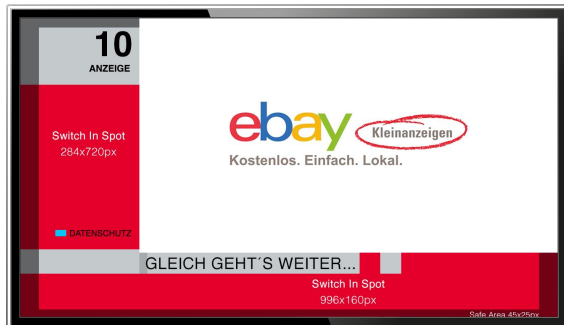 10
ANZEIGE
Switch In Spot
284x720px
DATENSCHUTZ
ebay Kleinanzeigen
Kostenlos. Einfach. Lokal.
GLEICH GEHT´S WEITER...
Switch In Spot
996x160px
Safe Area 45x25px